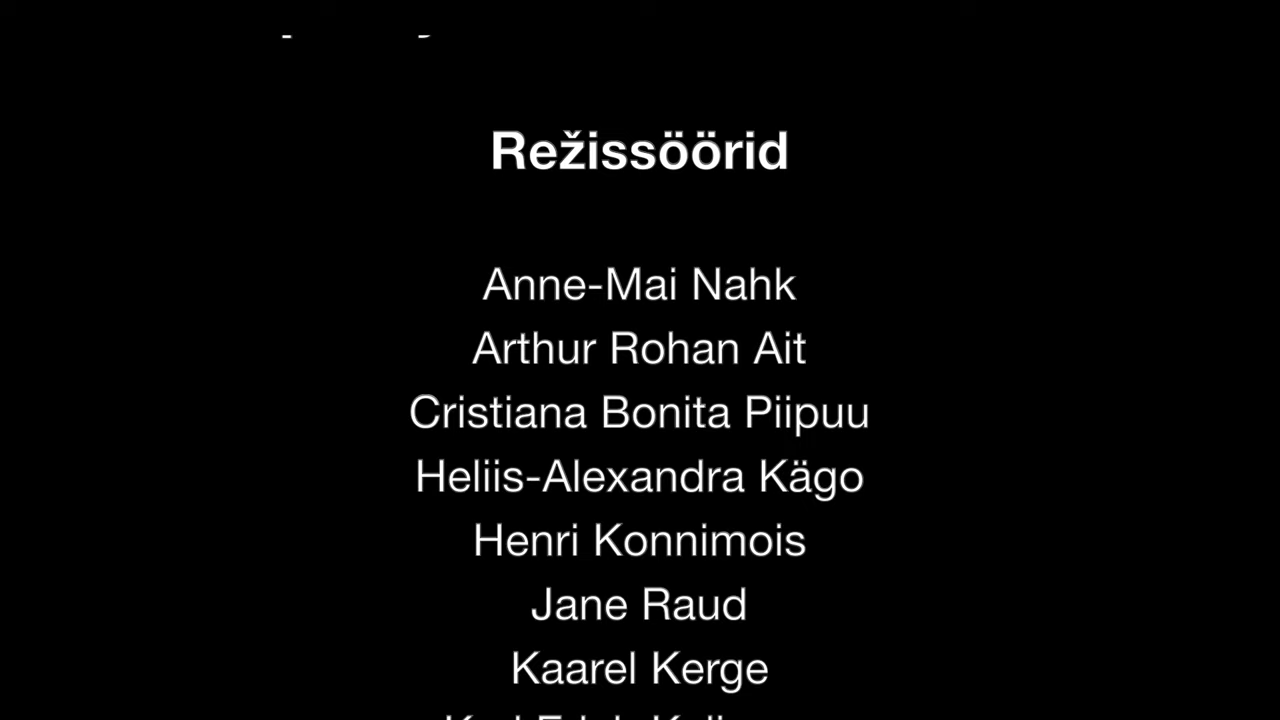 Režissöörid
Anne-Mai Nahk
Arthur Rohan Ait
Cristiana Bonita Piipuu
Heliis-Alexandra Kägo
Henri Konnimois
Jane Raud
Kaarel Kerge